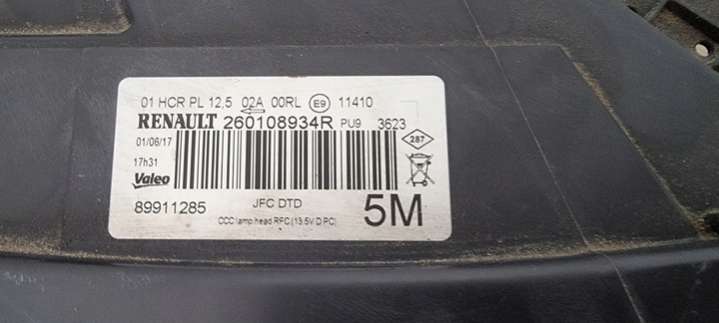 01 HCR PL 12,5 02A 00RL E9 11410
RENAULT 260108934R PU9 3623
01/06/17
287
17h31
Valeo
89911285 JFC DTD 5M
CCC lamp head RFC (13.5V D PC)